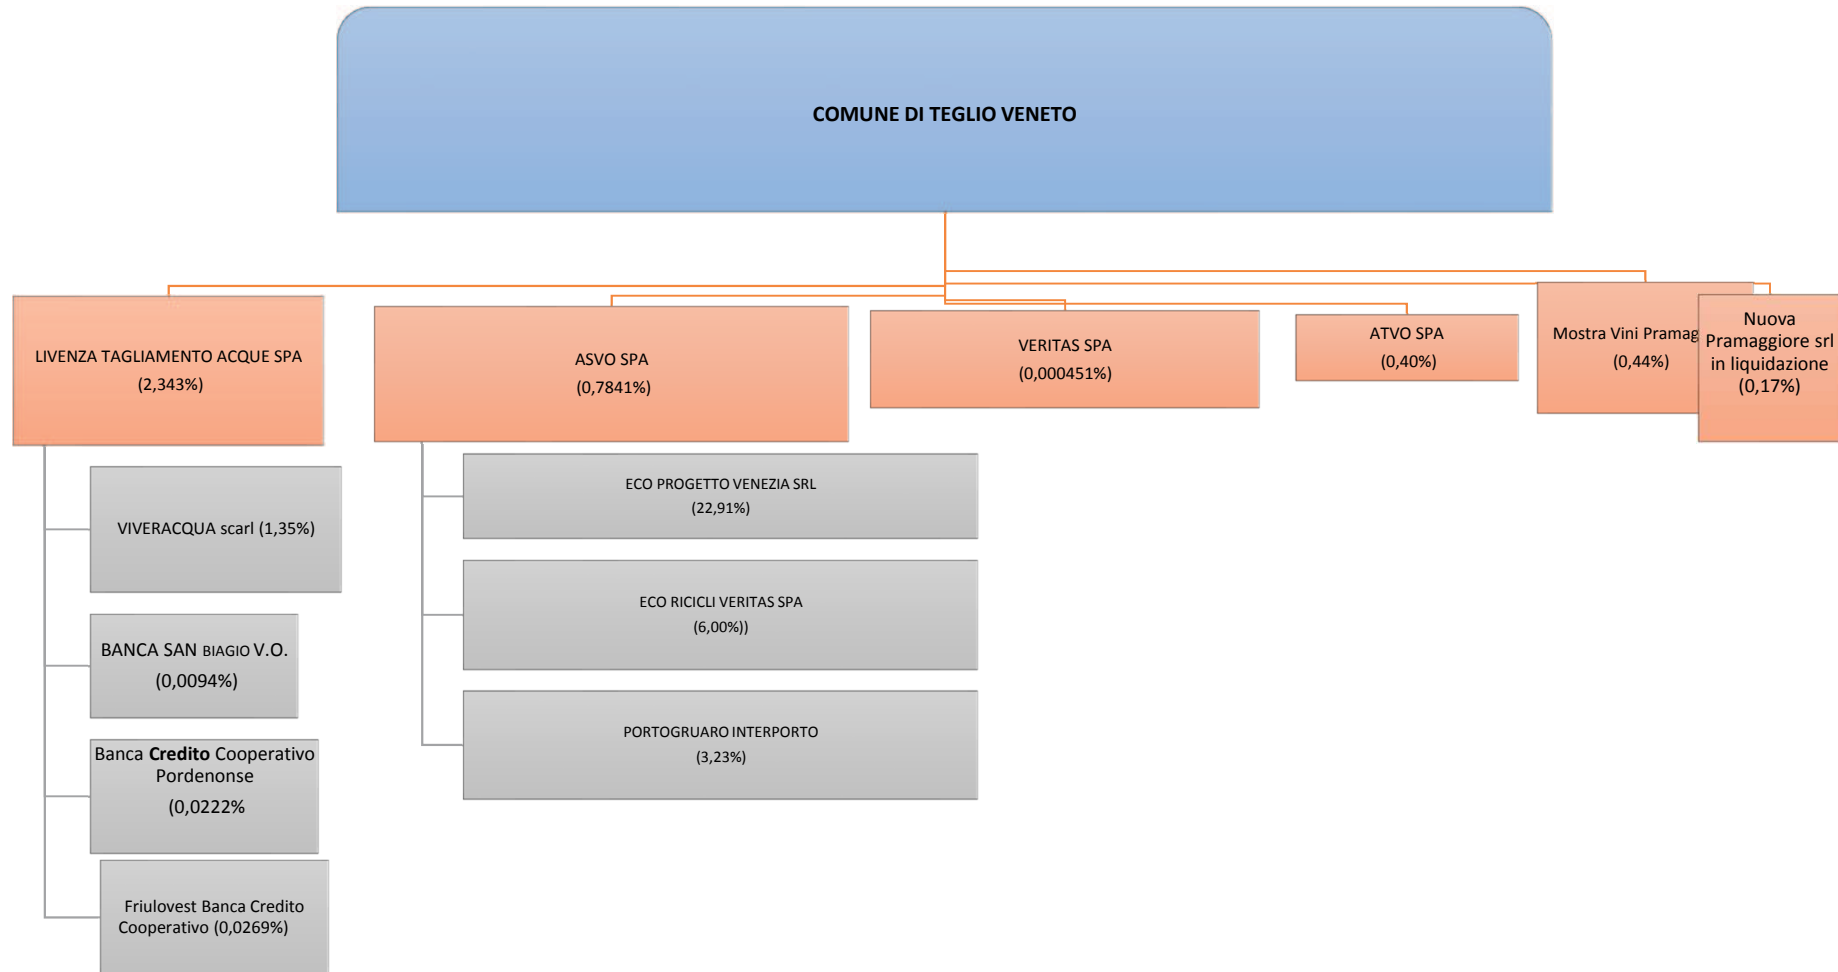 COMUNE DI TEGLIO VENETO
LIVENZA TAGLIAMENTO ACQUE SPA
(2,343%)
ASVO SPA
(0,7841%)
VERITAS SPA
(0,000451%)
ATVO SPA
(0,40%)
Mostra Vini
(0,44%)
Nuova
Pramaggiore srl
in liquidazione
(0,17%)
VIVERACQUA scarl (1,35%)
BANCA SAN BIAGIO V.O.
(0,0094%)
Banca Credito Cooperativo
Pordenonse
(0,0222%
Friulovest Banca Credito
Cooperativo (0,0269%)
ECO PROGETTO VENEZIA SRL
(22,91%)
ECO RICICLI VERITAS SPA
(6,00%))
PORTOGRUARO INTERPORTO
(3,23%)